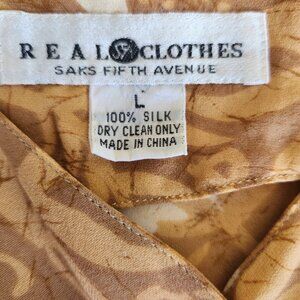 REAL CLOTHES
SAKS FIFTH AVENUE
L
100% SILK
DRY CLEAN ONLY
MADE IN CHINA